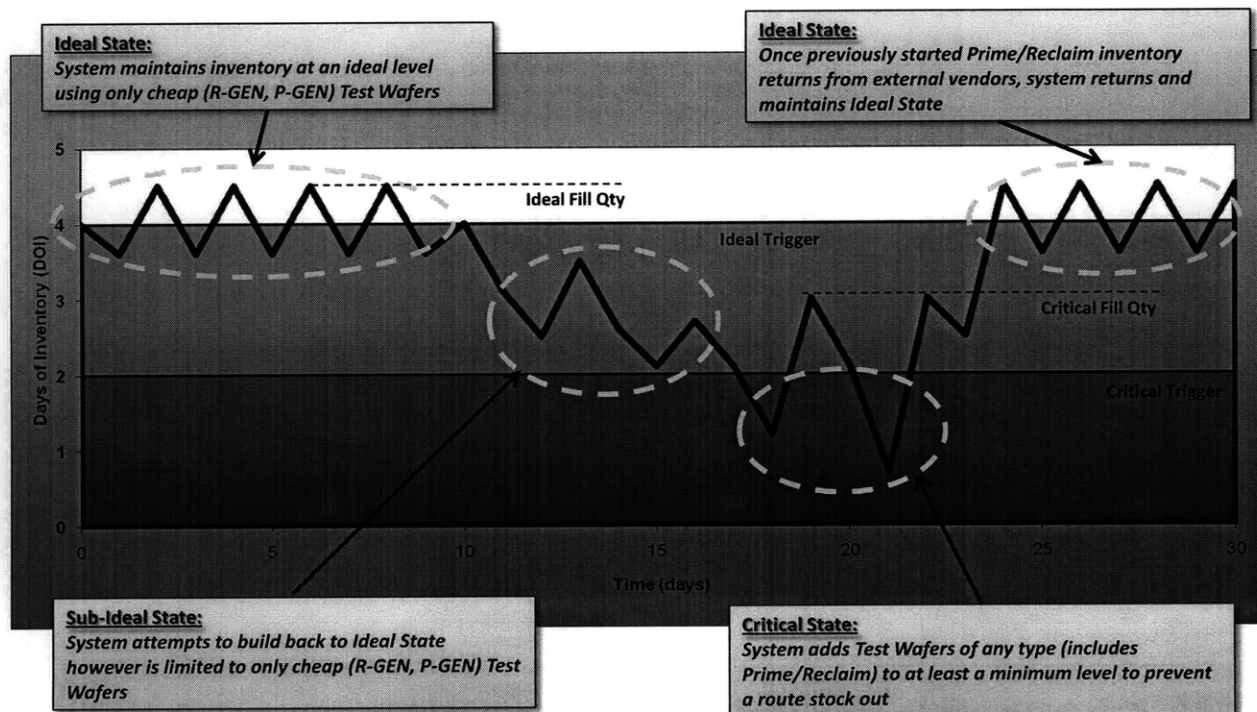 Ideal State:
System maintains inventory at an ideal level
using only cheap (R-GEN, P-GEN) Test Wafers
Ideal State:
Once previously started Prime/Reclaim inventory
returns from external vendors, system returns and
maintains Ideal State
5
4
3
2
1
0
Days of Inventory (DOI)
Ideal Fill Qty
Ideal Trigger
Critical Fill Qty
Critical Trigger
0
5
10
15
20
25
30
Time (days)
Sub-Ideal State:
System attempts to build back to Ideal State
however is limited to only cheap (R-GEN, P-GEN) Test
Wafers
Critical State:
System adds Test Wafers of any type (includes
Prime/Reclaim) to at least a minimum level to prevent
a route stock out